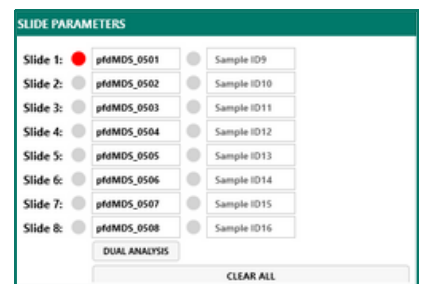 SLIDE PARAMETERS
Slide 1: pfdMDS_0501 Sample ID9
Slide 2: pfdMDS_0502 Sample ID10
Slide 3: pfdMDS_0503 Sample ID11
Slide 4: pfdMDS_0504 Sample ID12
Slide 5: pfdMDS_0505 Sample ID13
Slide 6: pfdMDS_0506 Sample ID14
Slide 7: pfdMDS_0507 Sample ID15
Slide 8: pfdMDS_0508 Sample ID16
DUAL ANALYSIS
CLEAR ALL